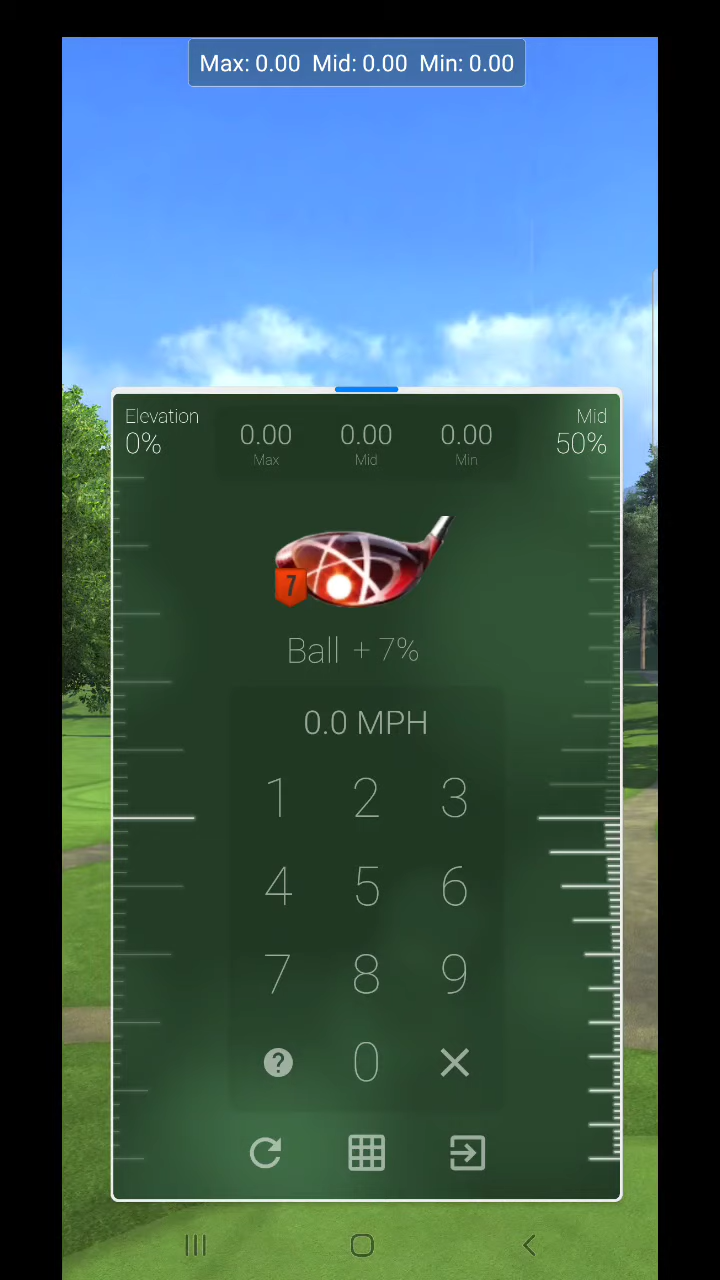 Max: 0.00 Mid: 0.00 Min: 0.00
Elevation
0%
0.00 0.00 0.00
Max Mid Min
Mid
50%
7
Ball + 7%
0.0 MPH
1 2 3
4 5 6
7 8 9
? 0